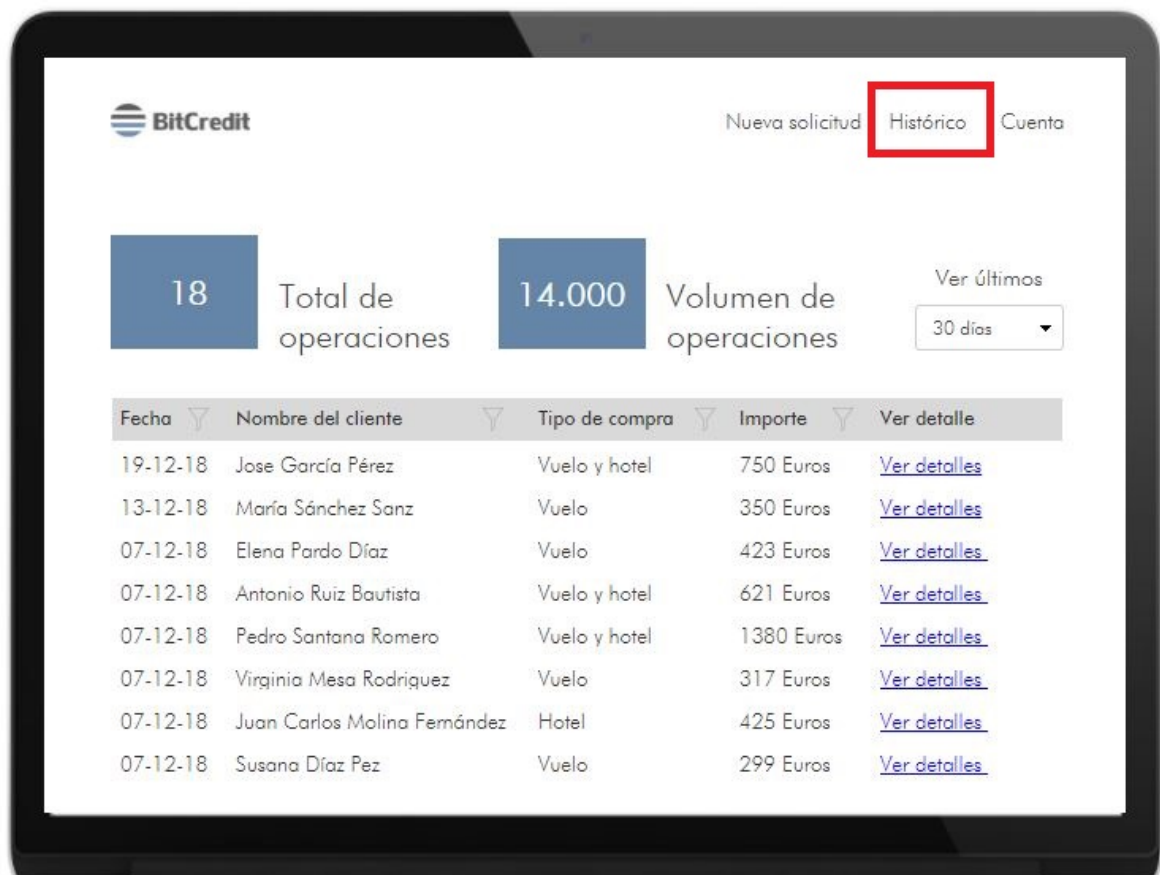 BitCredit
Nueva solicitud Histórico Cuenta
18 Total de operaciones
14.000 Volumen de operaciones
Ver últimos
30 días
Fecha Nombre del cliente Tipo de compra Importe Ver detalle
19-12-18 Jose García Pérez Vuelo y hotel 750 Euros Ver detalles
13-12-18 María Sánchez Sanz Vuelo 350 Euros Ver detalles
07-12-18 Elena Pardo Díaz Vuelo 423 Euros Ver detalles
07-12-18 Antonio Ruiz Bautista Vuelo y hotel 621 Euros Ver detalles
07-12-18 Pedro Santana Romero Vuelo y hotel 1380 Euros Ver detalles
07-12-18 Virginia Mesa Rodriguez Vuelo 317 Euros Ver detalles
07-12-18 Juan Carlos Molina Fernández Hotel 425 Euros Ver detalles
07-12-18 Susana Díaz Pez Vuelo 299 Euros Ver detalles